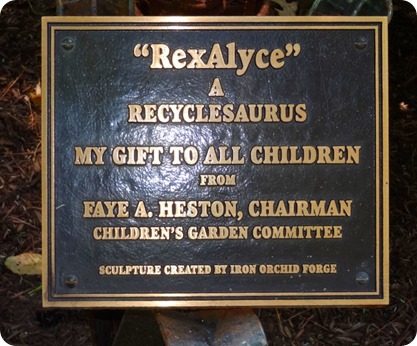 “RexAlyce”
A
RECYCLESAURUS
MY GIFT TO ALL CHILDREN
FROM
FAYE A. HESTON, CHAIRMAN
CHILDREN'S GARDEN COMMITTEE
SCULPTURE CREATED BY IRON ORCHID FORGE